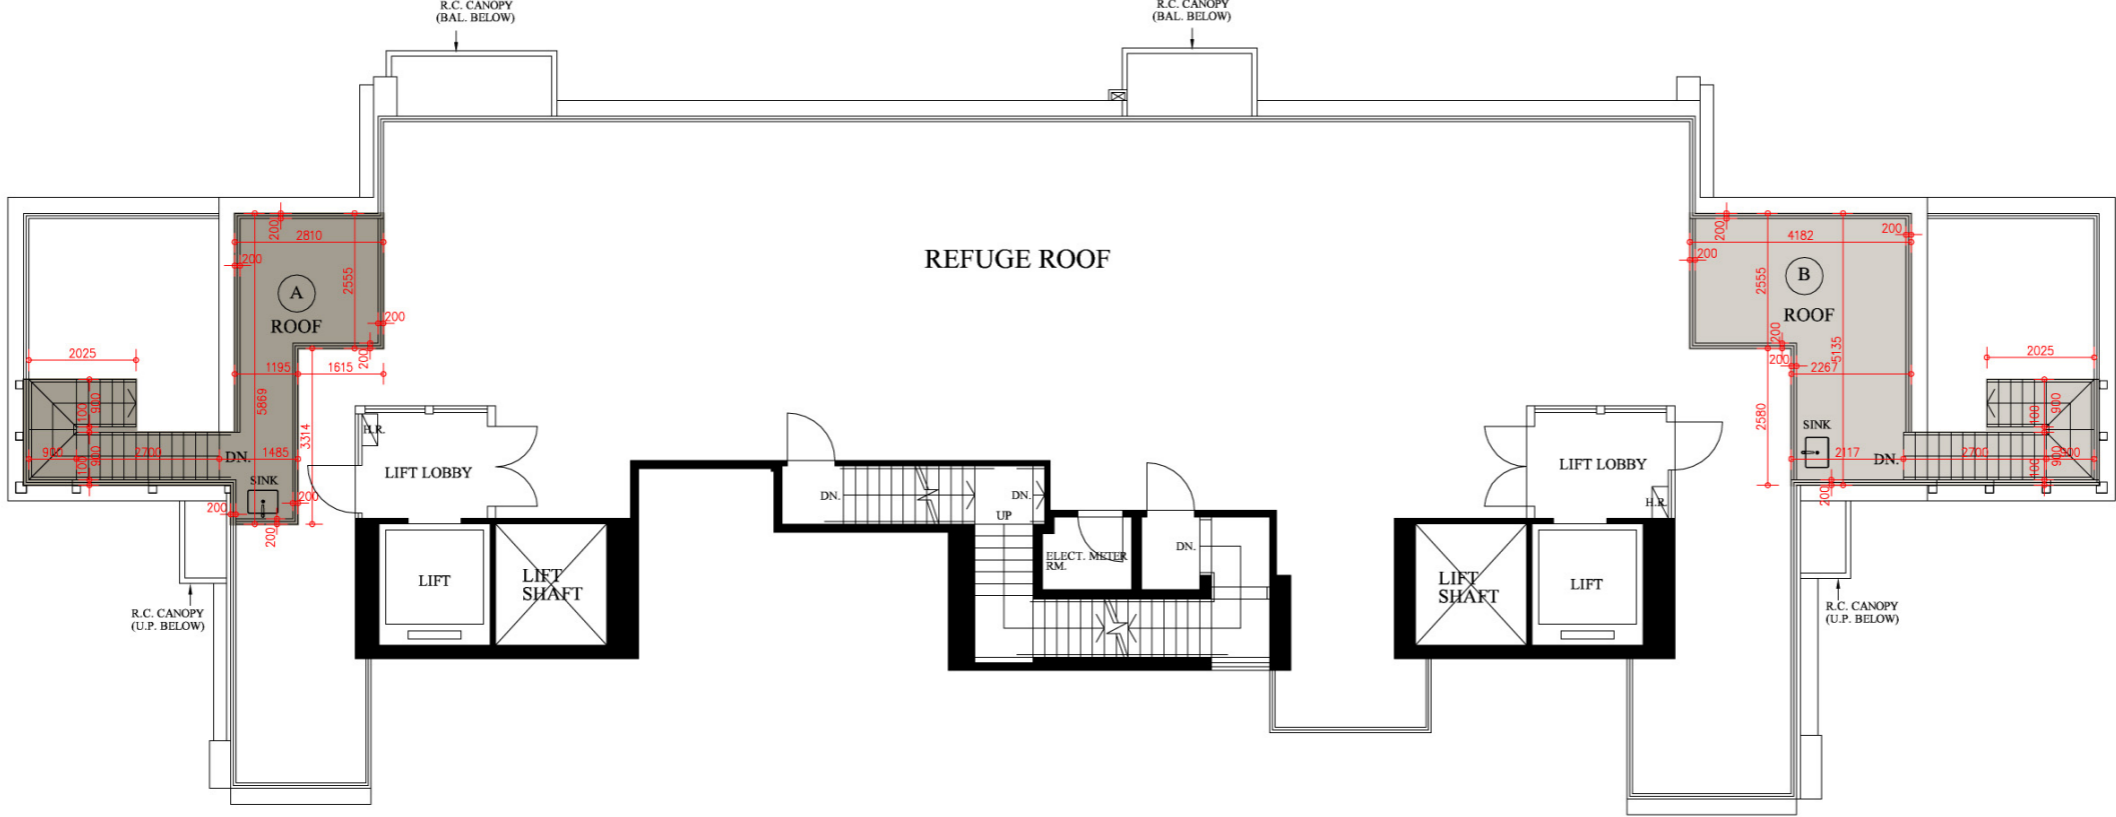 R.C. CANOPY
(BAL. BELOW)
R.C. CANOPY
(BAL. BELOW)
REFUGE ROOF
200
2810
200
A
2555
ROOF
200
200
1195
1615
5869
3314
2025
900
100
900
2700
900
100
1485
DN.
SINK
200
200
200
H.R.
LIFT LOBBY
LIFT
LIFT
SHAFT
R.C. CANOPY
(U.P. BELOW)
DN.
DN.
UP
ELECT. METER
RM.
DN.
200
4182
200
200
B
2555
ROOF
200
200
5135
2267
2580
2025
900
100
SINK
2117
DN.
2700
900
900
100
200
LIFT LOBBY
H.R.
LIFT
SHAFT
LIFT
R.C. CANOPY
(U.P. BELOW)